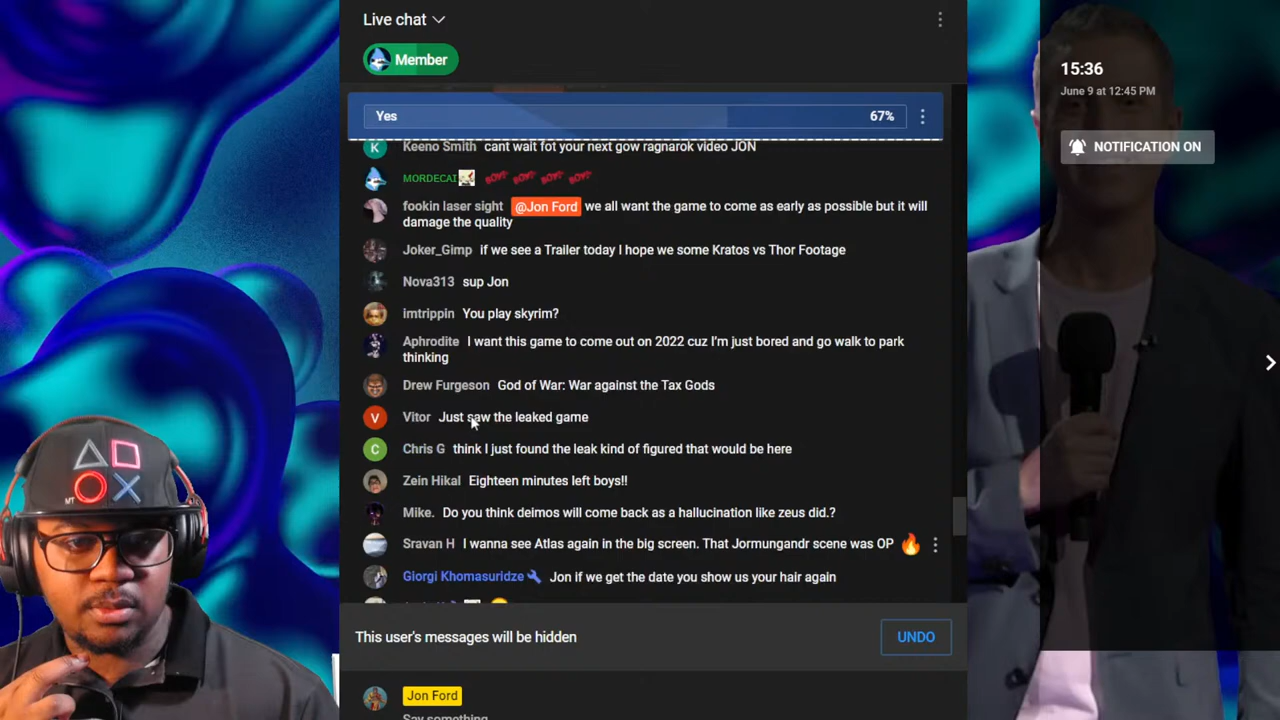 Live chat
Member
15:36
June 9 at 12:45 PM
NOTIFICATION ON
Yes 67%
Keeno Smith cant wait fot your next gow ragnarok video JON
MORDECAI
fookin laser sight @Jon Ford we all want the game to come as early as possible but it will
damage the quality
Joker_Gimp if we see a Trailer today I hope we some Kratos vs Thor Footage
Nova313 sup Jon
imtrippin You play skyrim?
Aphrodite I want this game to come out on 2022 cuz I'm just bored and go walk to park
thinking
Drew Furgeson God of War: War against the Tax Gods
V Vitor Just saw the leaked game
C Chris G think I just found the leak kind of figured that would be here
Zein Hikal Eighteen minutes left boys!!
Mike. Do you think deimos will come back as a hallucination like zeus did.?
Sravan H I wanna see Atlas again in the big screen. That Jormungandr scene was OP 🔥
Giorgi Khomasuridze Jon if we get the date you show us your hair again
This user's messages will be hidden UNDO
Jon Ford
Say something
MT